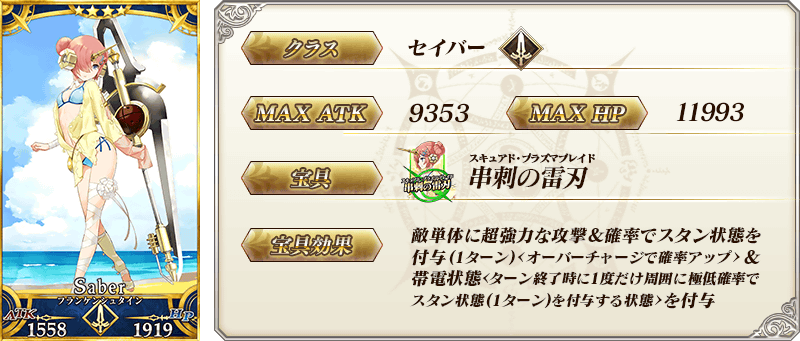 Saber
フランケンシュタイン
ATK
HP
1558
1919
クラス
セイバー
MAX ATK
9353
MAX HP
11993
宝具
スキュアド・プラズマブレイド
串刺の雷刃
串刺の雷刃
宝具効果
敵単体に超強力な攻撃&確率でスタン状態を
付与(1ターン)<オーバーチャージで確率アップ>&
帯電状態<ターン終了時に1度だけ周囲に極低確率で
スタン状態(1ターン)を付与する状態>を付与